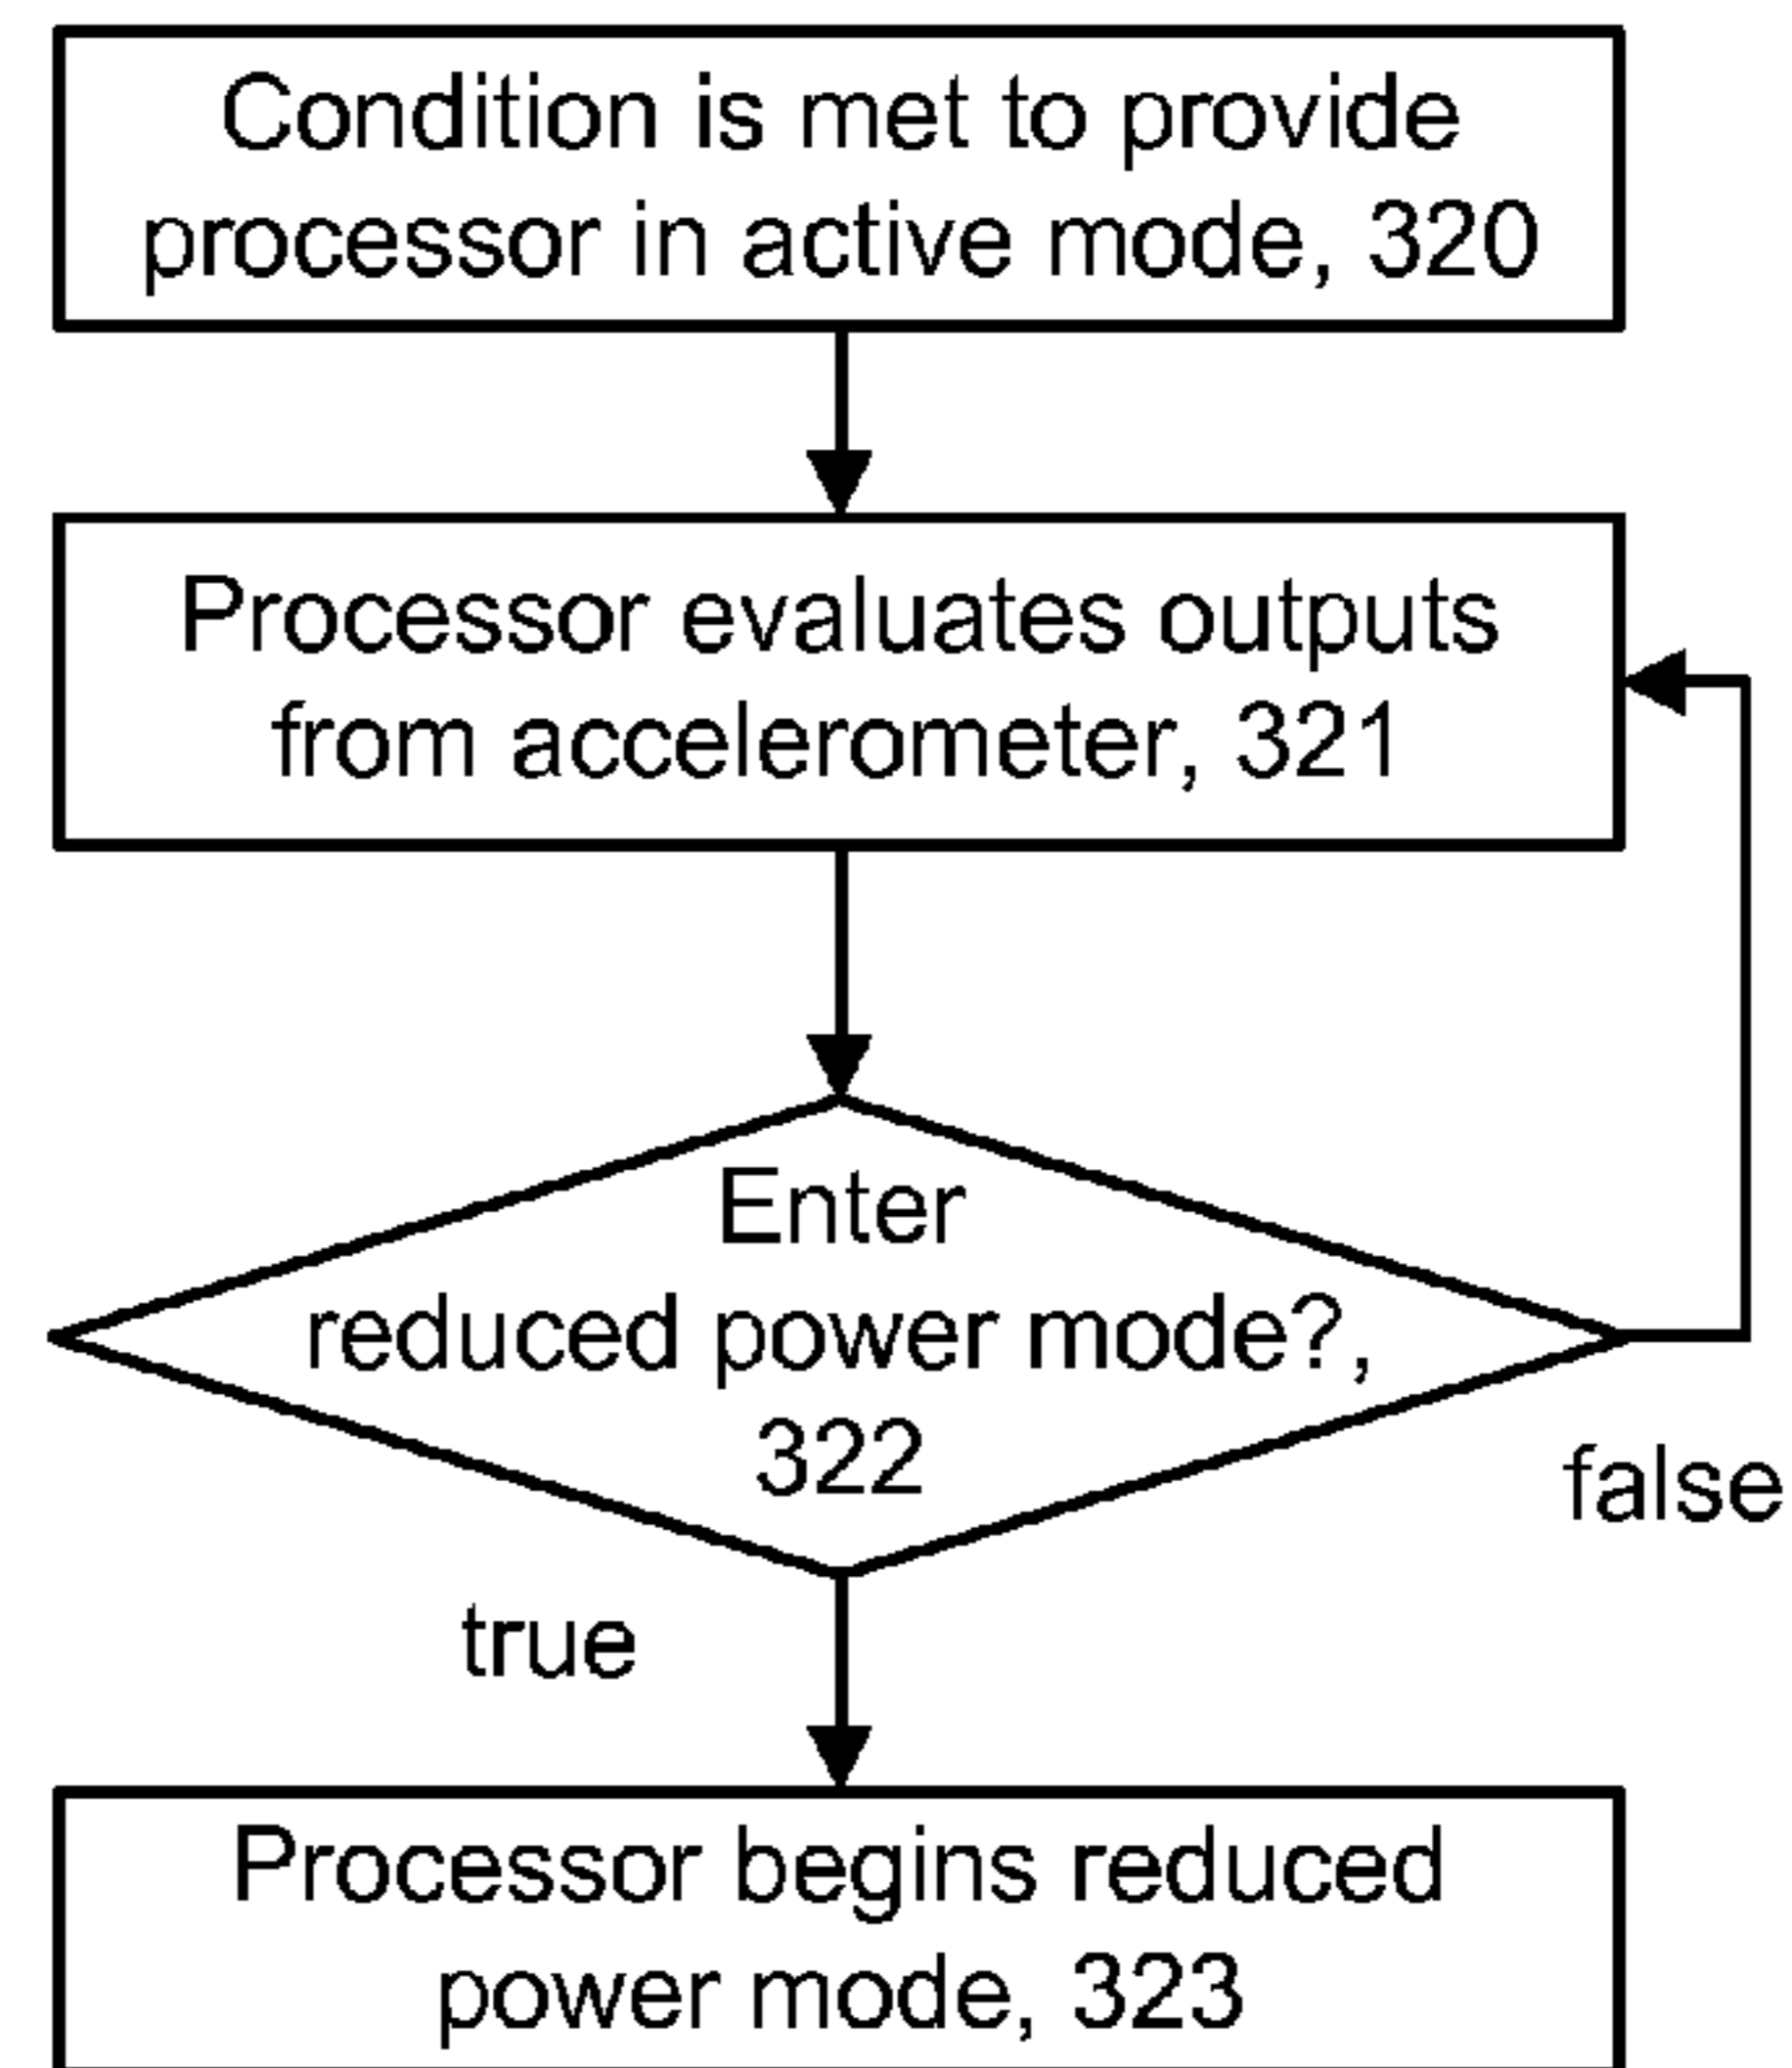 Condition is met to provide
processor in active mode, 320
Processor evaluates outputs
from accelerometer, 321
Enter
reduced power mode?,
322
false
true
Processor begins reduced
power mode, 323